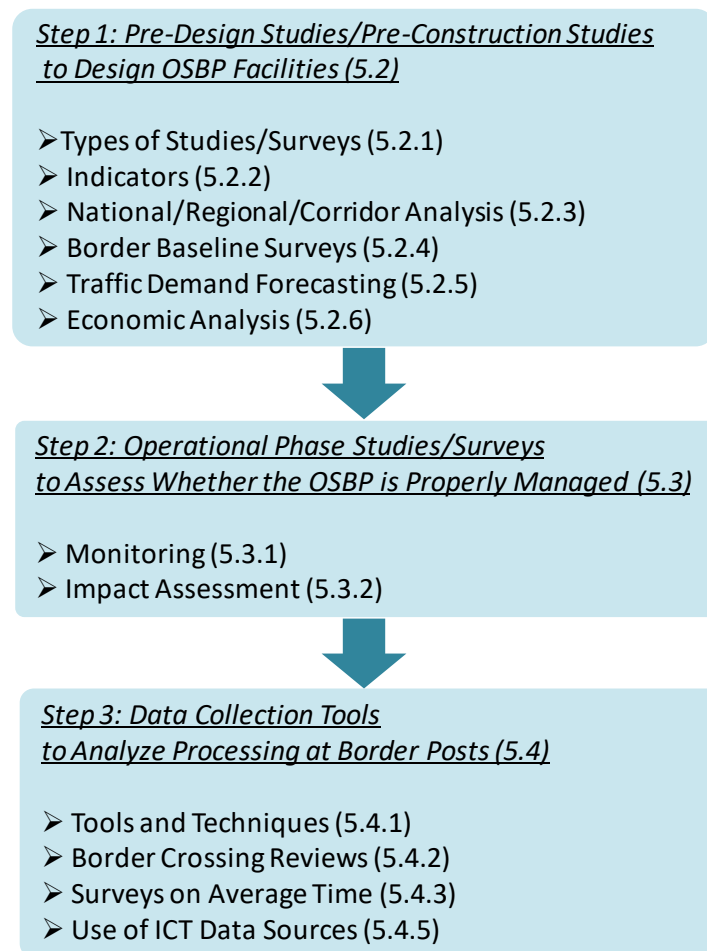 Step 1: Pre-Design Studies/Pre-Construction Studies
to Design OSBP Facilities (5.2)
➢Types of Studies/Surveys (5.2.1)
➢ Indicators (5.2.2)
➢ National/Regional/Corridor Analysis (5.2.3)
➢ Border Baseline Surveys (5.2.4)
➢ Traffic Demand Forecasting (5.2.5)
➢ Economic Analysis (5.2.6)
Step 2: Operational Phase Studies/Surveys
to Assess Whether the OSBP is Properly Managed (5.3)
➢ Monitoring (5.3.1)
➢ Impact Assessment (5.3.2)
Step 3: Data Collection Tools
to Analyze Processing at Border Posts (5.4)
➢ Tools and Techniques (5.4.1)
➢ Border Crossing Reviews (5.4.2)
➢ Surveys on Average Time (5.4.3)
➢ Use of ICT Data Sources (5.4.5)